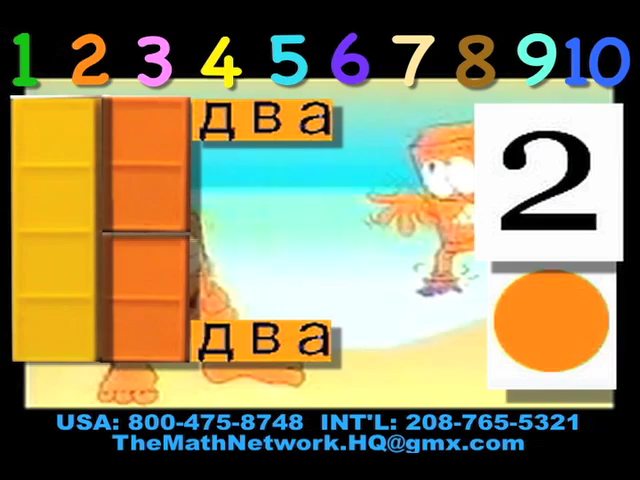 1 2 3 4 5 6 7 8 9 10
два
2
два
USA: 800-475-8748 INT'L: 208-765-5321
TheMathNetwork.HQ@gmx.com